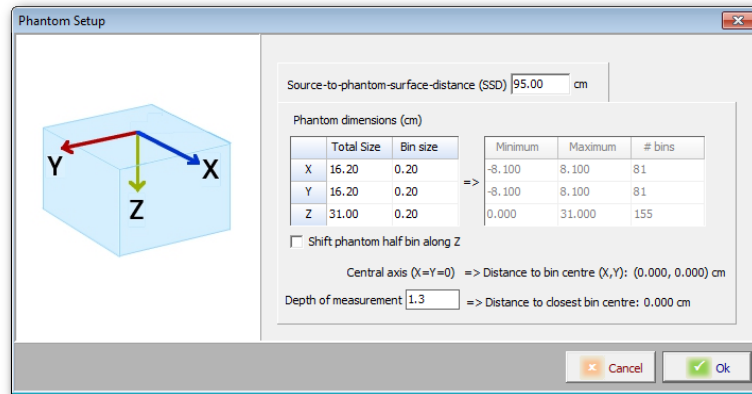 Phantom Setup
Source-to-phantom-surface-distance (SSD) 95.00 cm
Phantom dimensions (cm)
Total Size Bin size Minimum Maximum # bins
X 16.20 0.20 -8.100 8.100 81
Y 16.20 0.20 => -8.100 8.100 81
Z 31.00 0.20 0.000 31.000 155
Shift phantom half bin along Z
Central axis (X=Y=0) => Distance to bin centre (X,Y): (0.000, 0.000) cm
Depth of measurement 1.3 => Distance to closest bin centre: 0.000 cm
Y X
Z
Cancel Ok